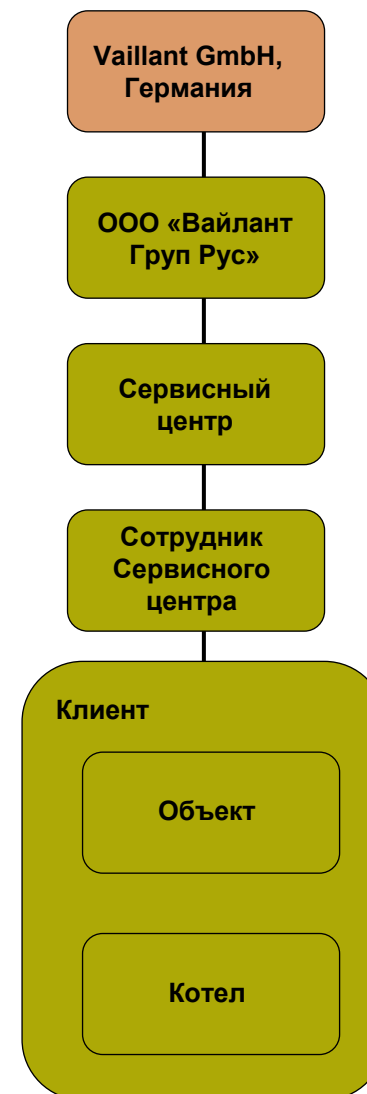 Vaillant GmbH,
Германия
ООО «Вайлант
Груп Рус»
Сервисный
центр
Сотрудник
Сервисного
центра
Клиент
Объект
Котел